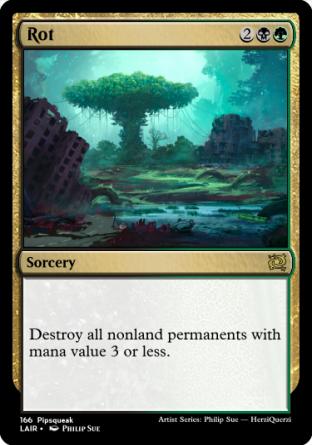 Rot 2
Sorcery
Destroy all nonland permanents with
mana value 3 or less.
166 Pipsqueak
LAIR • Philip Sue
Artist Series: Philip Sue — HerziQuerzi